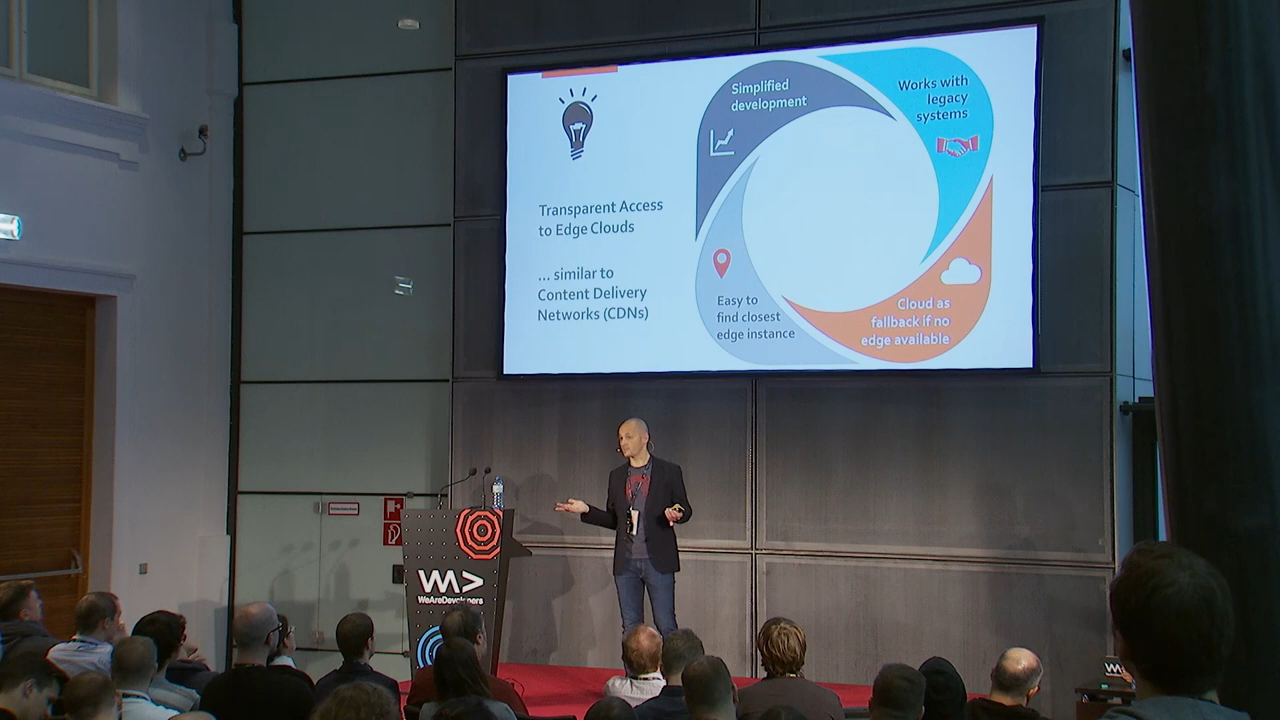 Transparent Access
to Edge Clouds
... similar to
Content Delivery
Networks (CDNs)
Simplified
development
Works with
legacy
systems
Easy to
find closest
edge instance
Cloud as
fallback if no
edge available
WeAreDevelopers